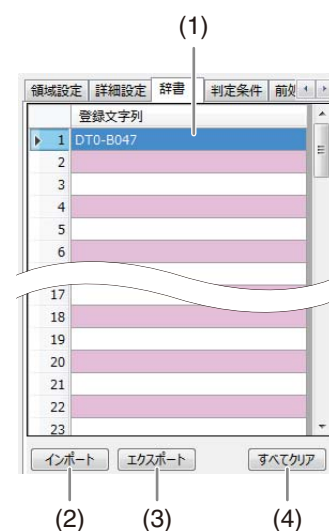 (1)
領域設定 詳細設定 辞書 判定条件 前処
登録文字列
1 DT0-B047
2
3
4
5
6
17
18
19
20
21
22
23
インポート エクスポート すべてクリア
(2) (3) (4)